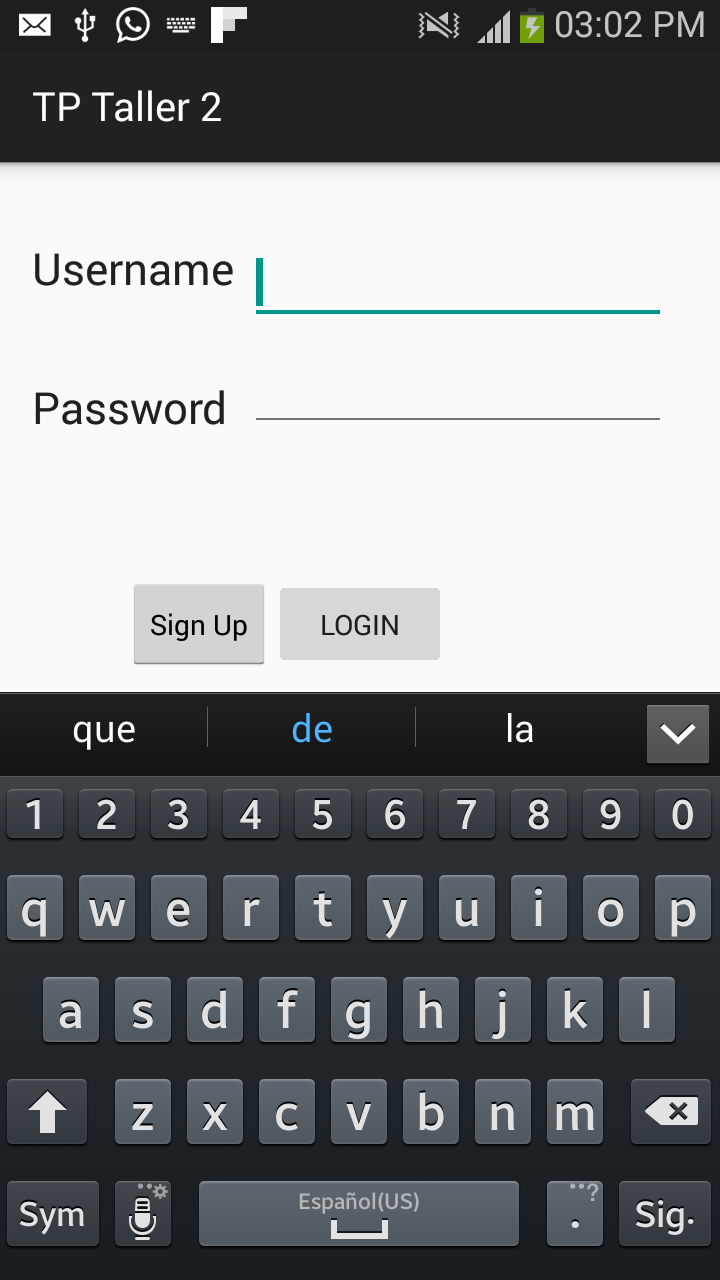 03:02 PM
TP Taller 2
Username
Password
Sign Up LOGIN
que de la
1 2 3 4 5 6 7 8 9 0
q w e r t y u i o p
a s d f g h j k l
z x c v b n m
Sym Español(US) . ? Sig.